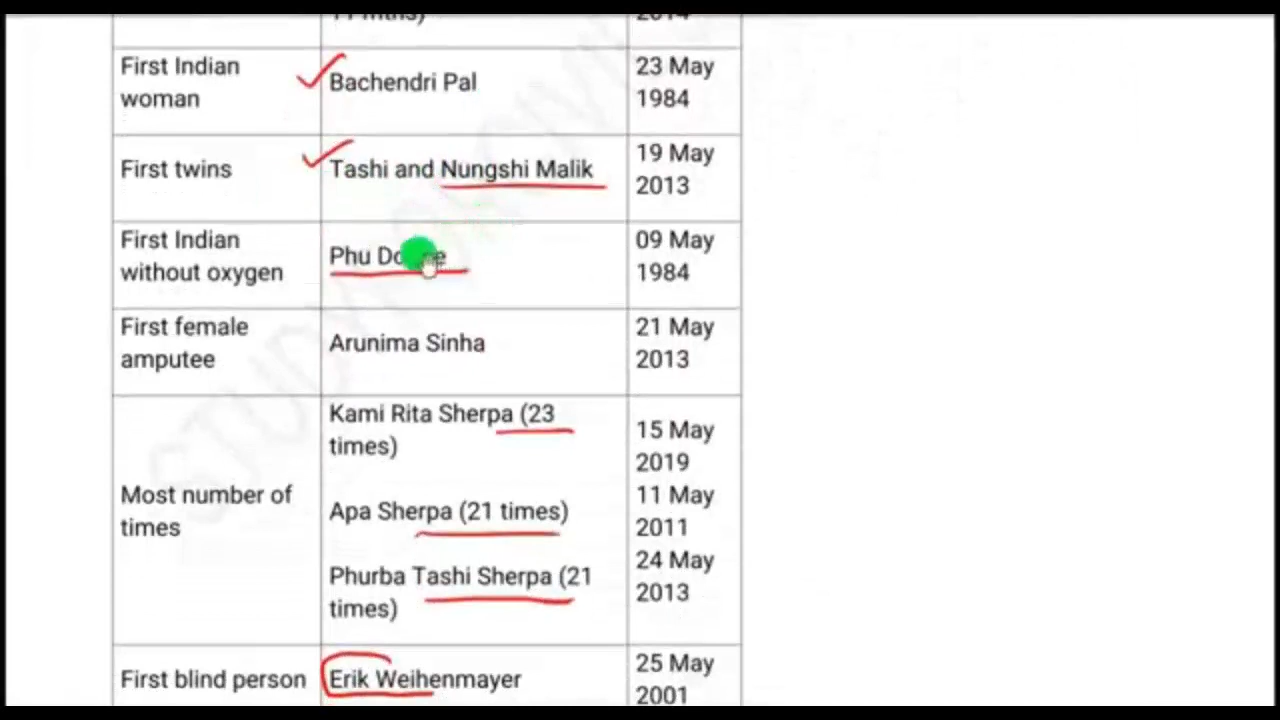 2014
First Indian
woman
Bachendri Pal
23 May
1984
First twins
Tashi and Nungshi Malik
19 May
2013
First Indian
without oxygen
Phu
09 May
1984
First female
amputee
Arunima Sinha
21 May
2013
Most number of
times
Kami Rita Sherpa (23
times)
Apa Sherpa (21 times)
Phurba Tashi Sherpa (21
times)
15 May
2019
11 May
2011
24 May
2013
First blind person
Erik Weihenmayer
25 May
2001